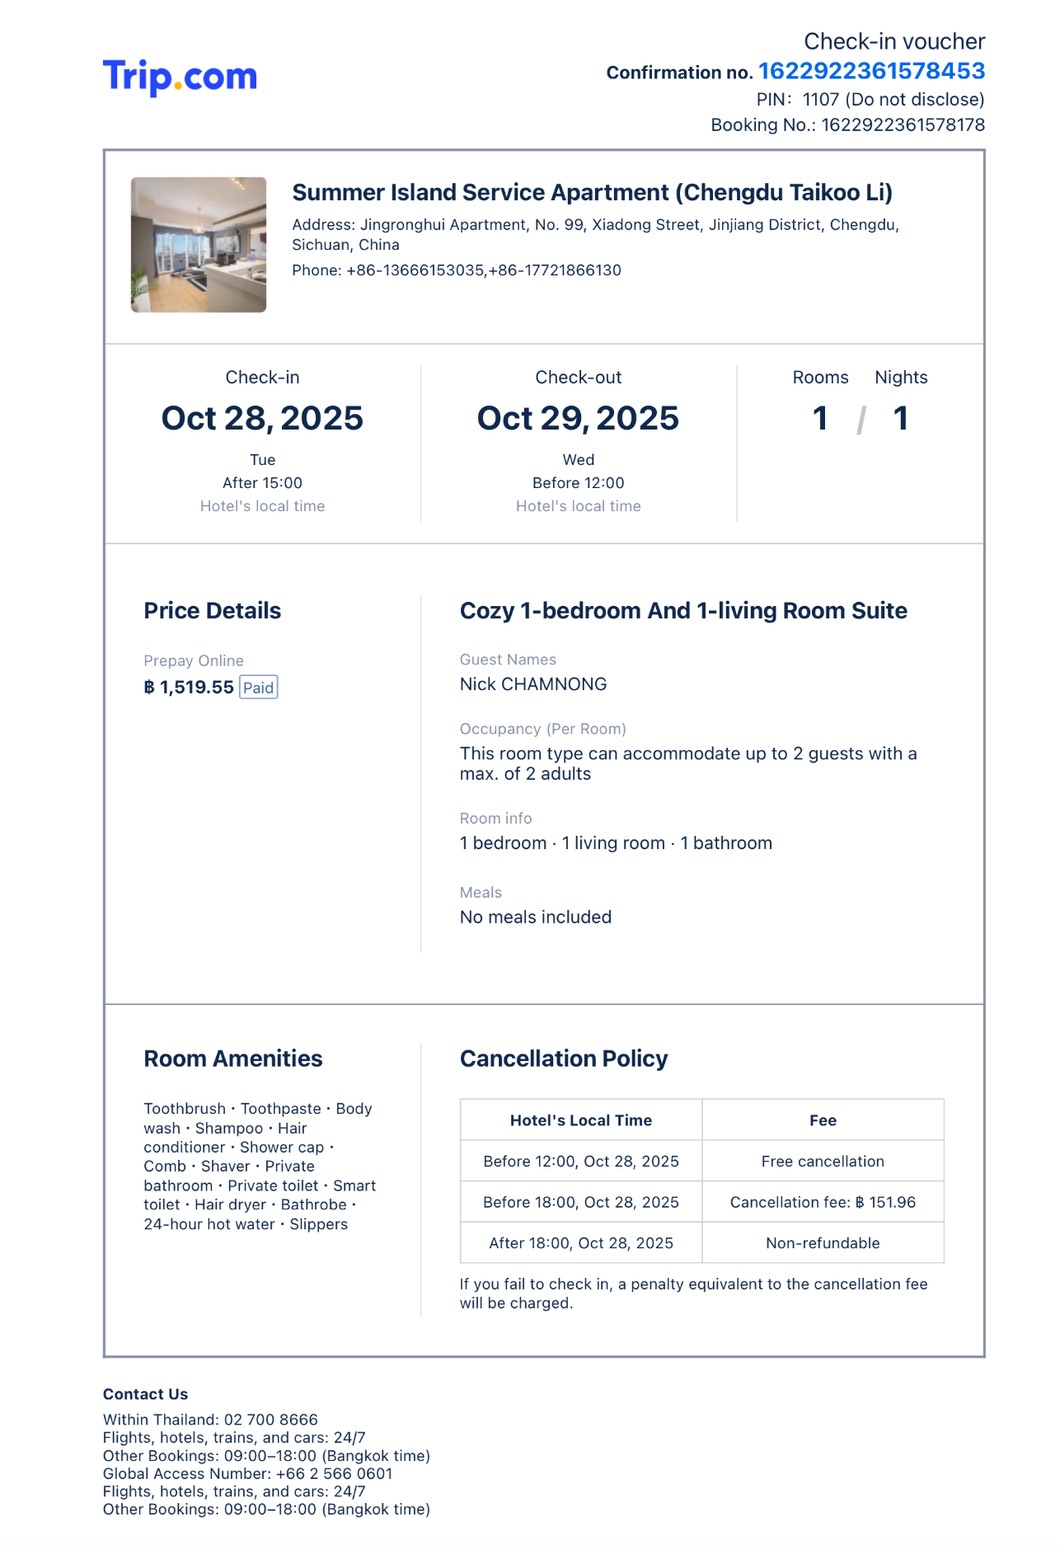 Trip.com
Check-in voucher
Confirmation no. 1622922361578453
PIN: 1107 (Do not disclose)
Booking No.: 1622922361578178
Summer Island Service Apartment (Chengdu Taikoo Li)
Address: Jingronghui Apartment, No. 99, Xiadong Street, Jinjiang District, Chengdu,
Sichuan, China
Phone: +86-13666153035,+86-17721866130
Check-in
Oct 28, 2025
Tue
After 15:00
Hotel's local time
Check-out
Oct 29, 2025
Wed
Before 12:00
Hotel's local time
Rooms Nights
1 / 1
Price Details
Prepay Online
฿ 1,519.55 Paid
Cozy 1-bedroom And 1-living Room Suite
Guest Names
Nick CHAMNONG
Occupancy (Per Room)
This room type can accommodate up to 2 guests with a
max. of 2 adults
Room info
1 bedroom · 1 living room · 1 bathroom
Meals
No meals included
Room Amenities
Toothbrush · Toothpaste · Body
wash · Shampoo · Hair
conditioner · Shower cap ·
Comb · Shaver · Private
bathroom · Private toilet · Smart
toilet · Hair dryer · Bathrobe ·
24-hour hot water · Slippers
Cancellation Policy
Hotel's Local Time Fee
Before 12:00, Oct 28, 2025 Free cancellation
Before 18:00, Oct 28, 2025 Cancellation fee: ฿ 151.96
After 18:00, Oct 28, 2025 Non-refundable
If you fail to check in, a penalty equivalent to the cancellation fee
will be charged.
Contact Us
Within Thailand: 02 700 8666
Flights, hotels, trains, and cars: 24/7
Other Bookings: 09:00–18:00 (Bangkok time)
Global Access Number: +66 2 566 0601
Flights, hotels, trains, and cars: 24/7
Other Bookings: 09:00–18:00 (Bangkok time)